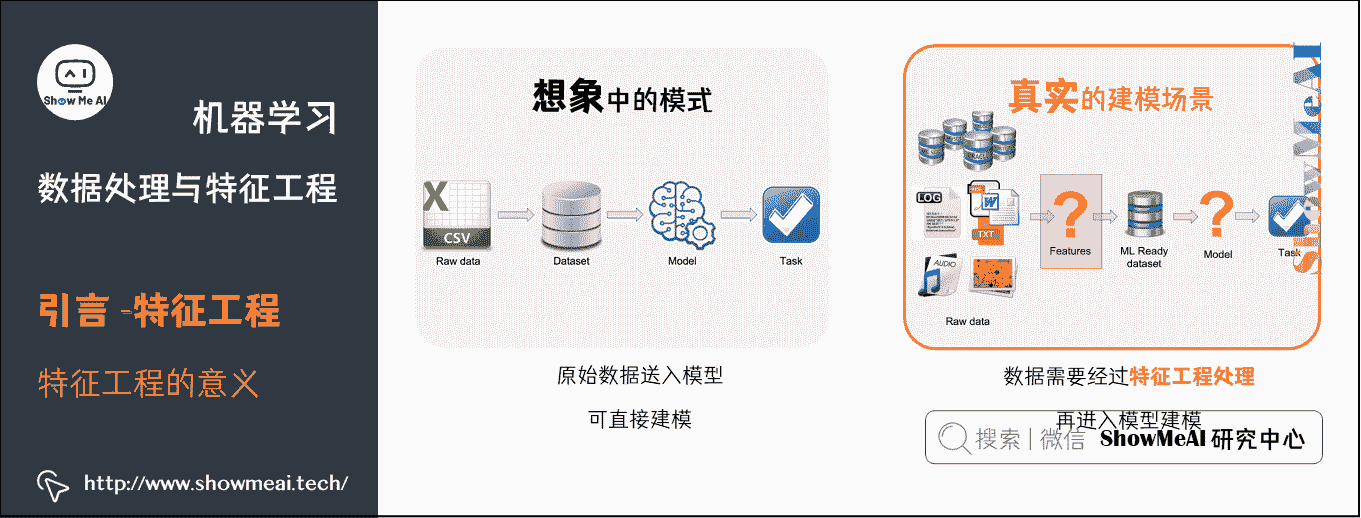 Show Me AI
机器学习
数据处理与特征工程
引言 -特征工程
特征工程的意义
http://www.showmeai.tech/
想象中的模式
X
CSV
Raw data
Dataset
Model
Task
原始数据送入模型
可直接建模
真实的建模场景
ORACLE
LOG
W
TXT
AUDIO
Raw data
?
Features
ML Ready
dataset
?
Model
Task
ShowMeAI
数据需要经过特征工程处理
再进入模型建模
搜索 | 微信 ShowMeAI 研究中心